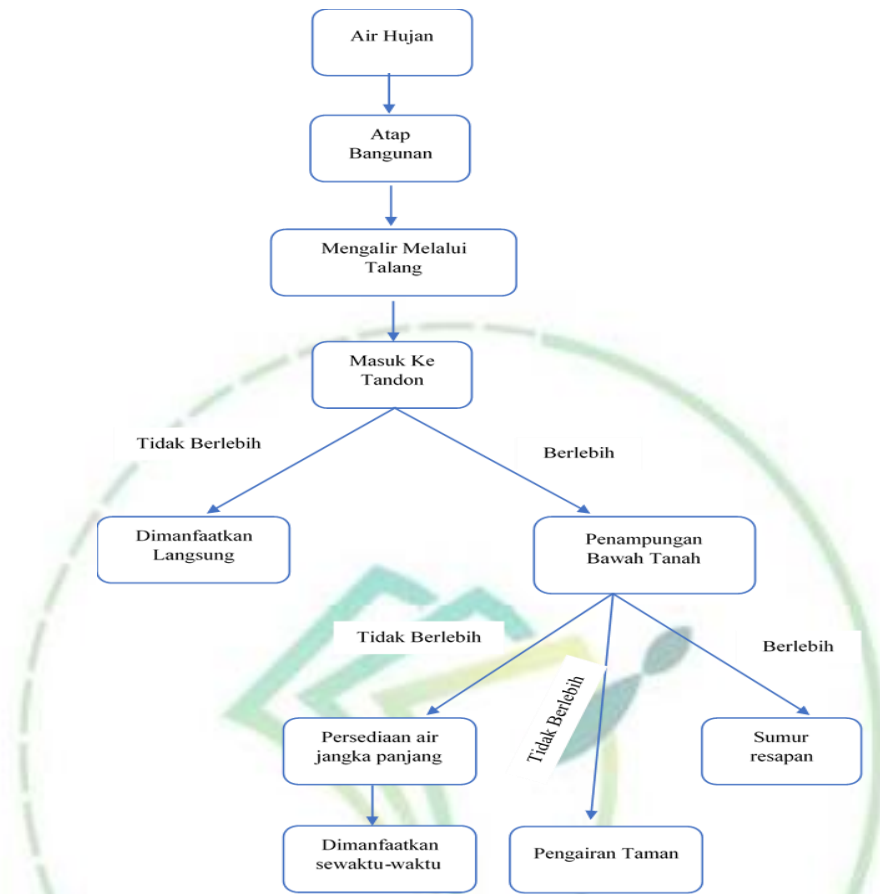 Air Hujan
Atap
Bangunan
Mengalir Melalui
Talang
Masuk Ke
Tandon
Tidak Berlebih
Berlebih
Dimanfaatkan
Langsung
Penampungan
Bawah Tanah
Tidak Berlebih
Tidak Berlebih
Berlebih
Persediaan air
jangka panjang
Sumur
resapan
Dimanfaatkan
sewaktu-waktu
Pengairan Taman